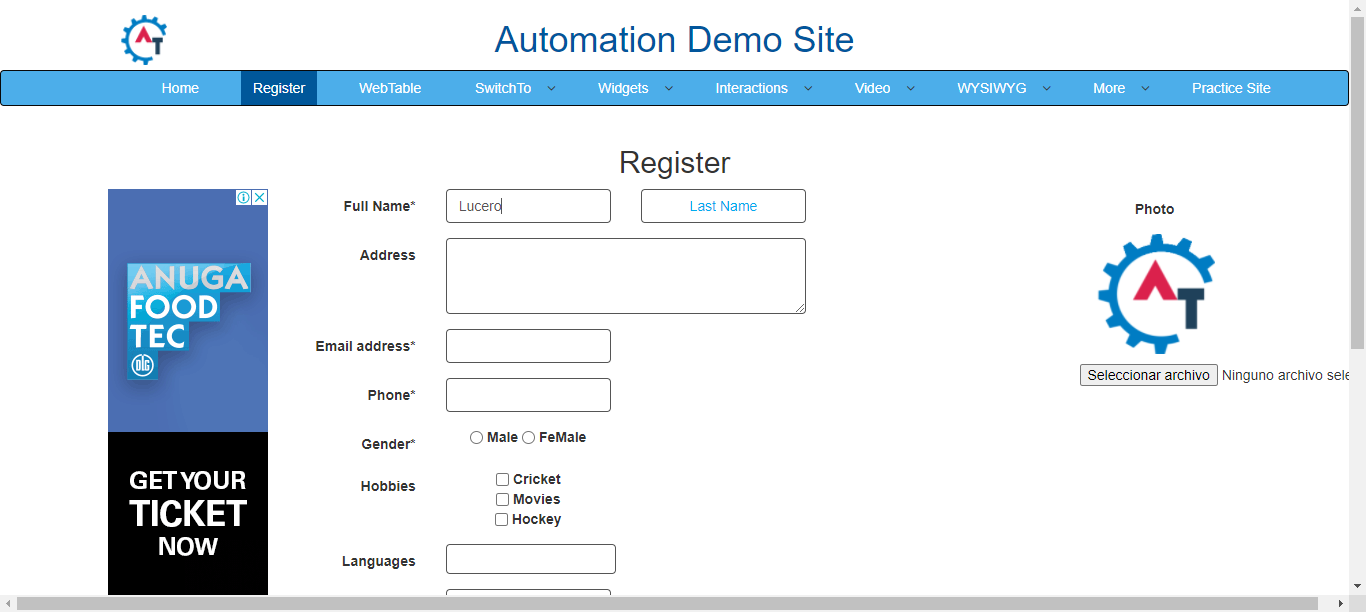 AT
Automation Demo Site
Home Register WebTable SwitchTo Widgets Interactions Video WYSIWYG More Practice Site
Register
Full Name* Lucero Last Name
Photo
Address
AT
ANUGA
FOOD
TEC
DLG
Email address*
Seleccionar archivo Ninguno archivo sele
Phone*
Gender* Male FeMale
Hobbies Cricket
Movies
Hockey
GET YOUR
TICKET
NOW
Languages